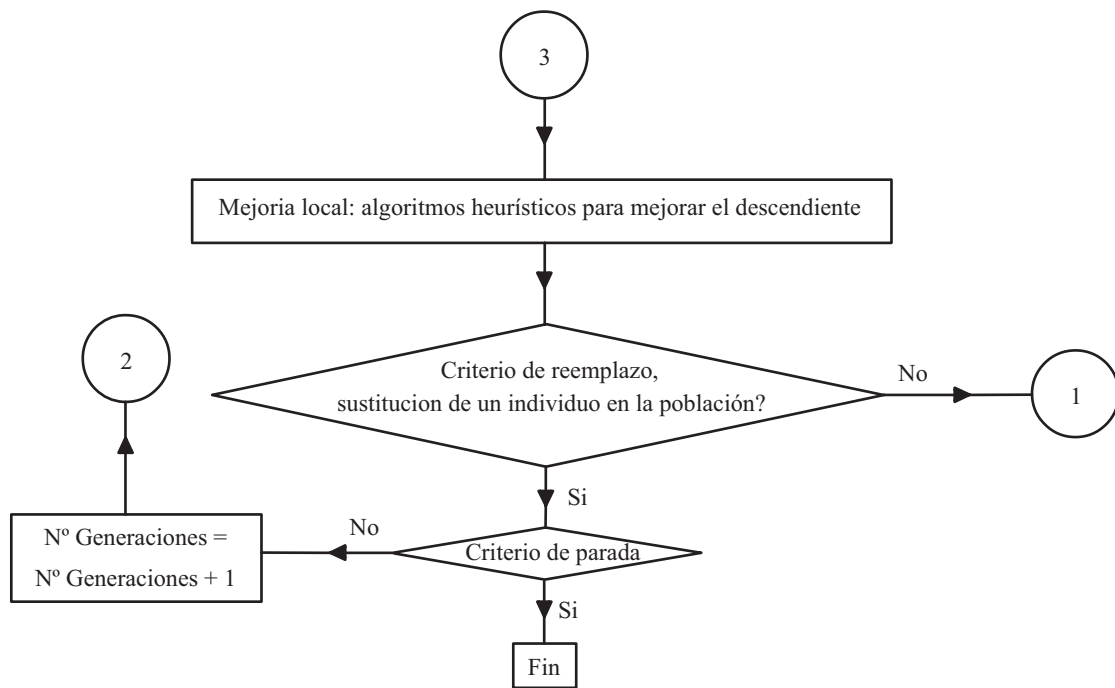 3
Mejoria local: algoritmos heurísticos para mejorar el descendiente
Criterio de reemplazo,
sustitucion de un individuo en la población?
No
1
2
Si
Criterio de parada
No
Nº Generaciones =
Nº Generaciones + 1
Si
Fin